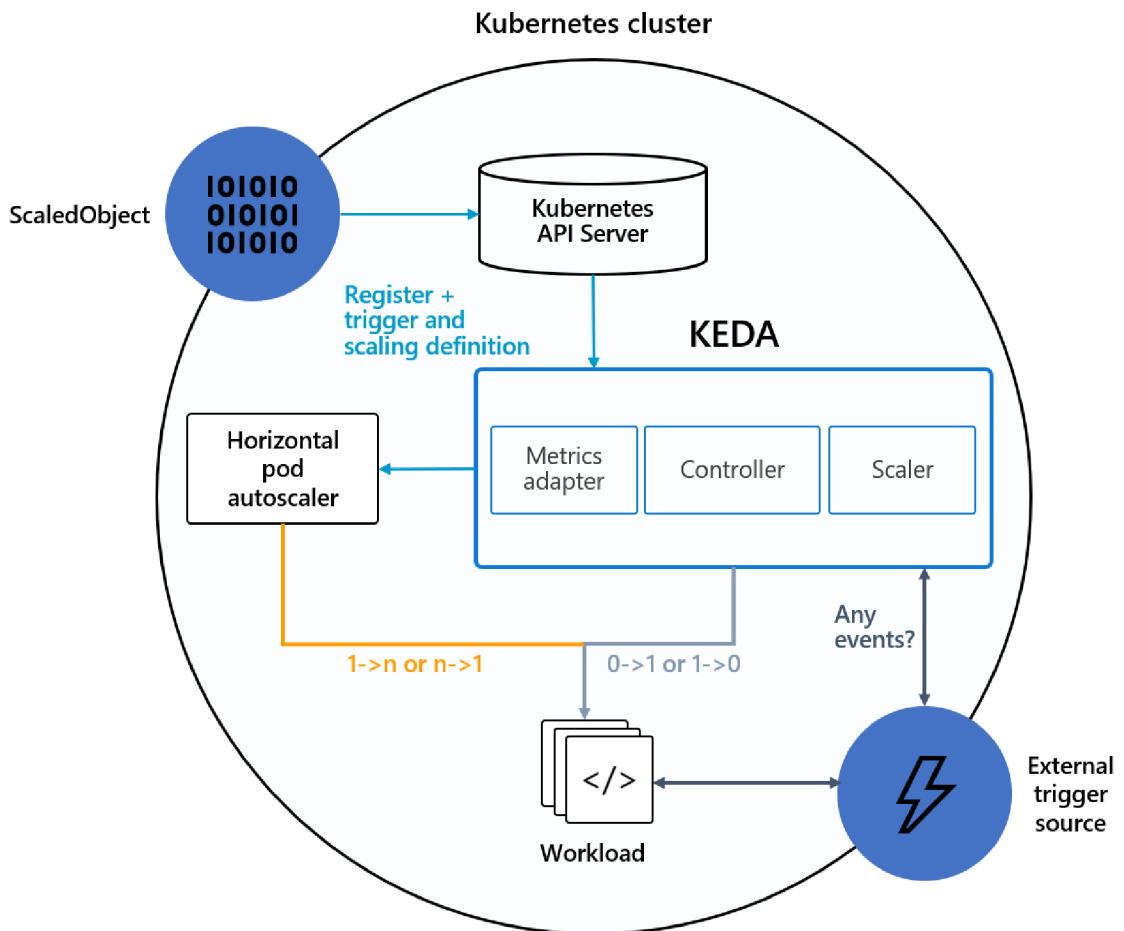 Kubernetes cluster
101010
010101
101010
ScaledObject
Kubernetes
API Server
Register +
trigger and
scaling definition
KEDA
Horizontal
pod
autoscaler
Metrics
adapter
Controller
Scaler
Any
events?
1->n or n->1
0->1 or 1->0
</>
Workload
External
trigger
source